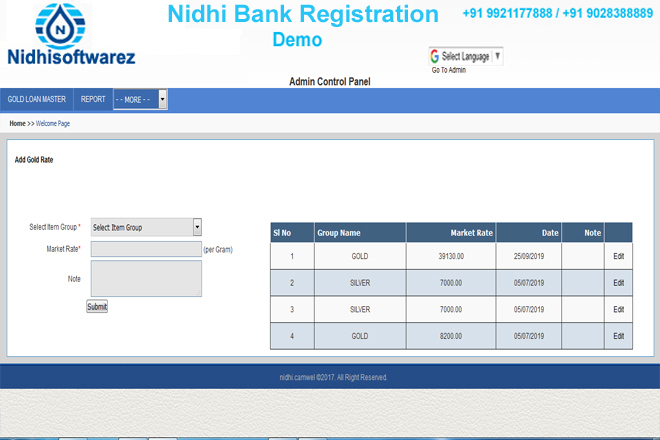 Nidhi Bank Registration
Demo
+91 9921177888 / +91 9028388889
Nidhisoftwarez
G Select Language ▼
Go To Admin
Admin Control Panel
GOLD LOAN MASTER REPORT - - MORE - -
Home >> Welcome Page
Add Gold Rate
Select Item Group * Select Item Group
Market Rate* (per Gram)
Note
Submit
Sl No Group Name Market Rate Date Note
1 GOLD 39130.00 25/09/2019 Edit
2 SILVER 7000.00 05/07/2019 Edit
3 SILVER 7000.00 05/07/2019 Edit
4 GOLD 8200.00 05/07/2019 Edit
nidhi.camwel ©2017. All Right Reserved.